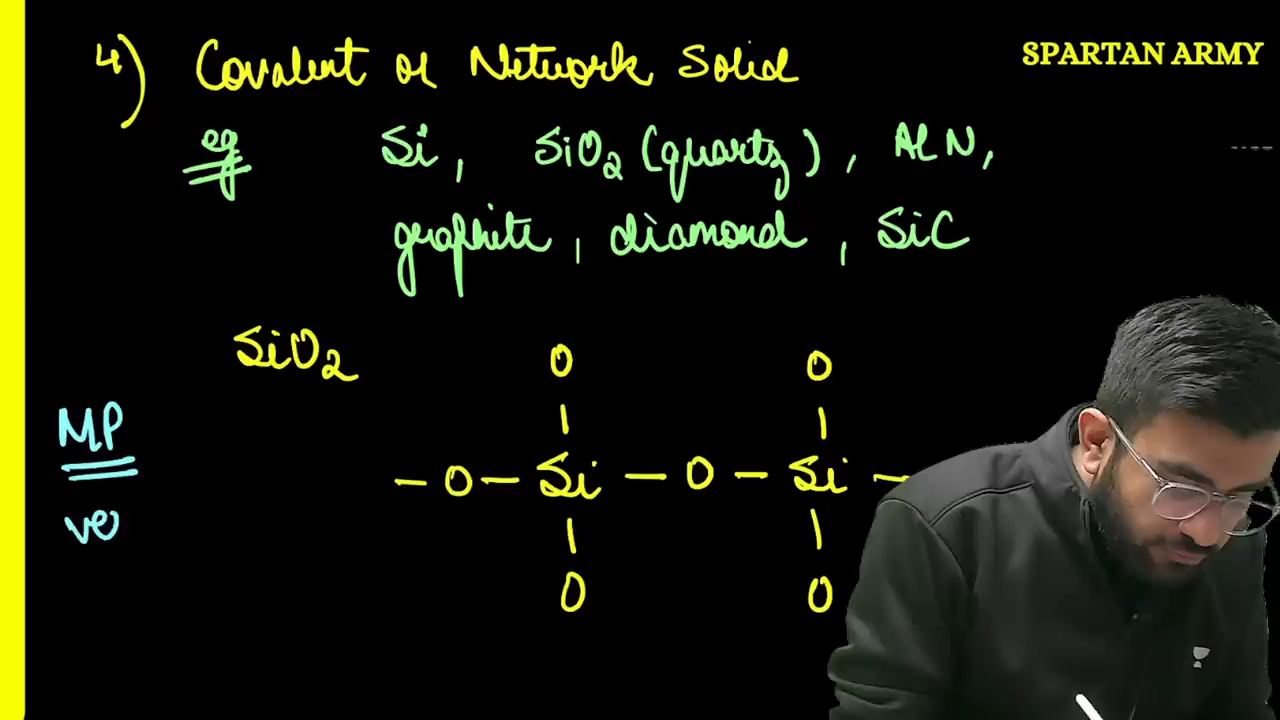 4) Covalent or Network Solid
SPARTAN ARMY
eg Si, SiO2 (quartz), AlN,
graphite, diamond, SiC
SiO2
O O
MP
– O – Si – O – Si –
ve
O O